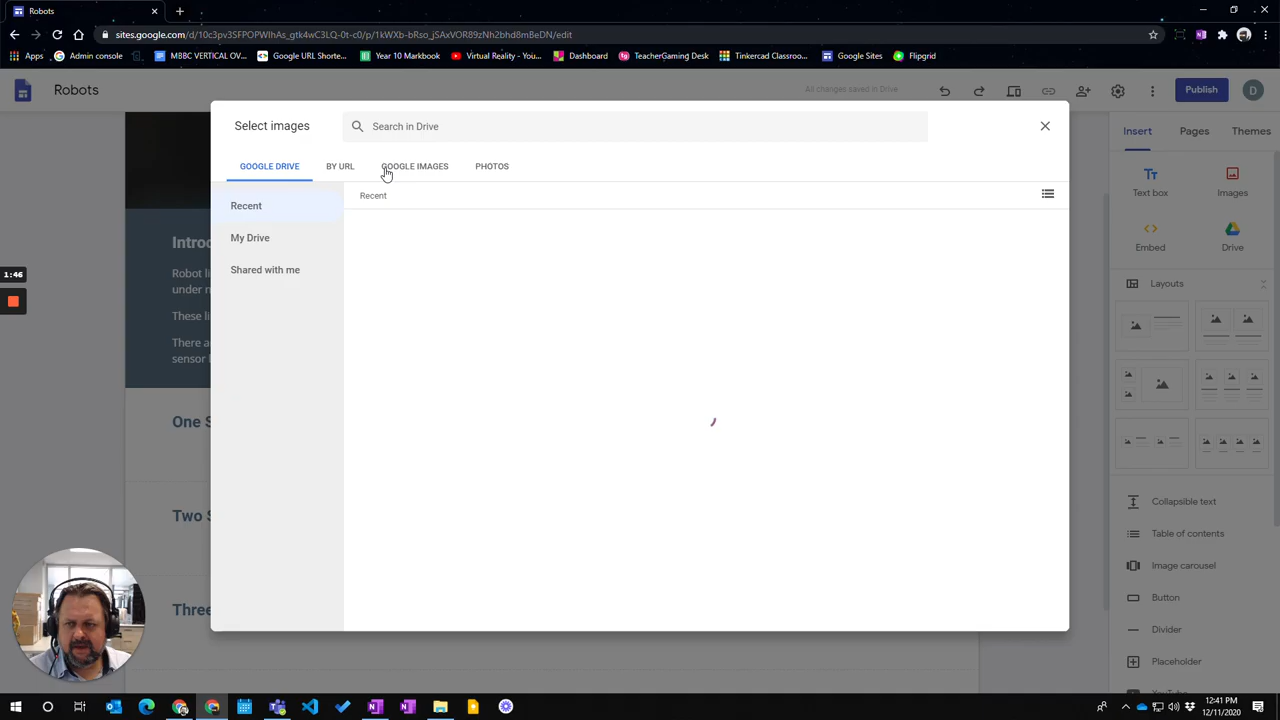 Robots
sites.google.com/d/10c3pv3SFPOPWIhAs_gtk4wC3LQ-0t-c0/p/1kWXb-bRso_jSAxVOR89zNh2bhd8mBeDN/edit
Apps
Admin console
MBBC VERTICAL OV...
Google URL Shorte...
Year 10 Markbook
Virtual Reality - You...
Dashboard
TeacherGaming Desk
Tinkercad Classroo...
Google Sites
Flipgrid
Robots
All changes saved in Drive
Publish
D
Select images
Search in Drive
Insert
Pages
Themes
GOOGLE DRIVE
BY URL
GOOGLE IMAGES
PHOTOS
Text box
Images
Recent
Recent
My Drive
Embed
Drive
Introd
Shared with me
Robot li
under n
1:46
Layouts
These li
There a
sensor l
One S
Two S
Collapsible text
Table of contents
Image carousel
Button
Three
Divider
Placeholder
YouTube
12:41 PM
12/11/2020